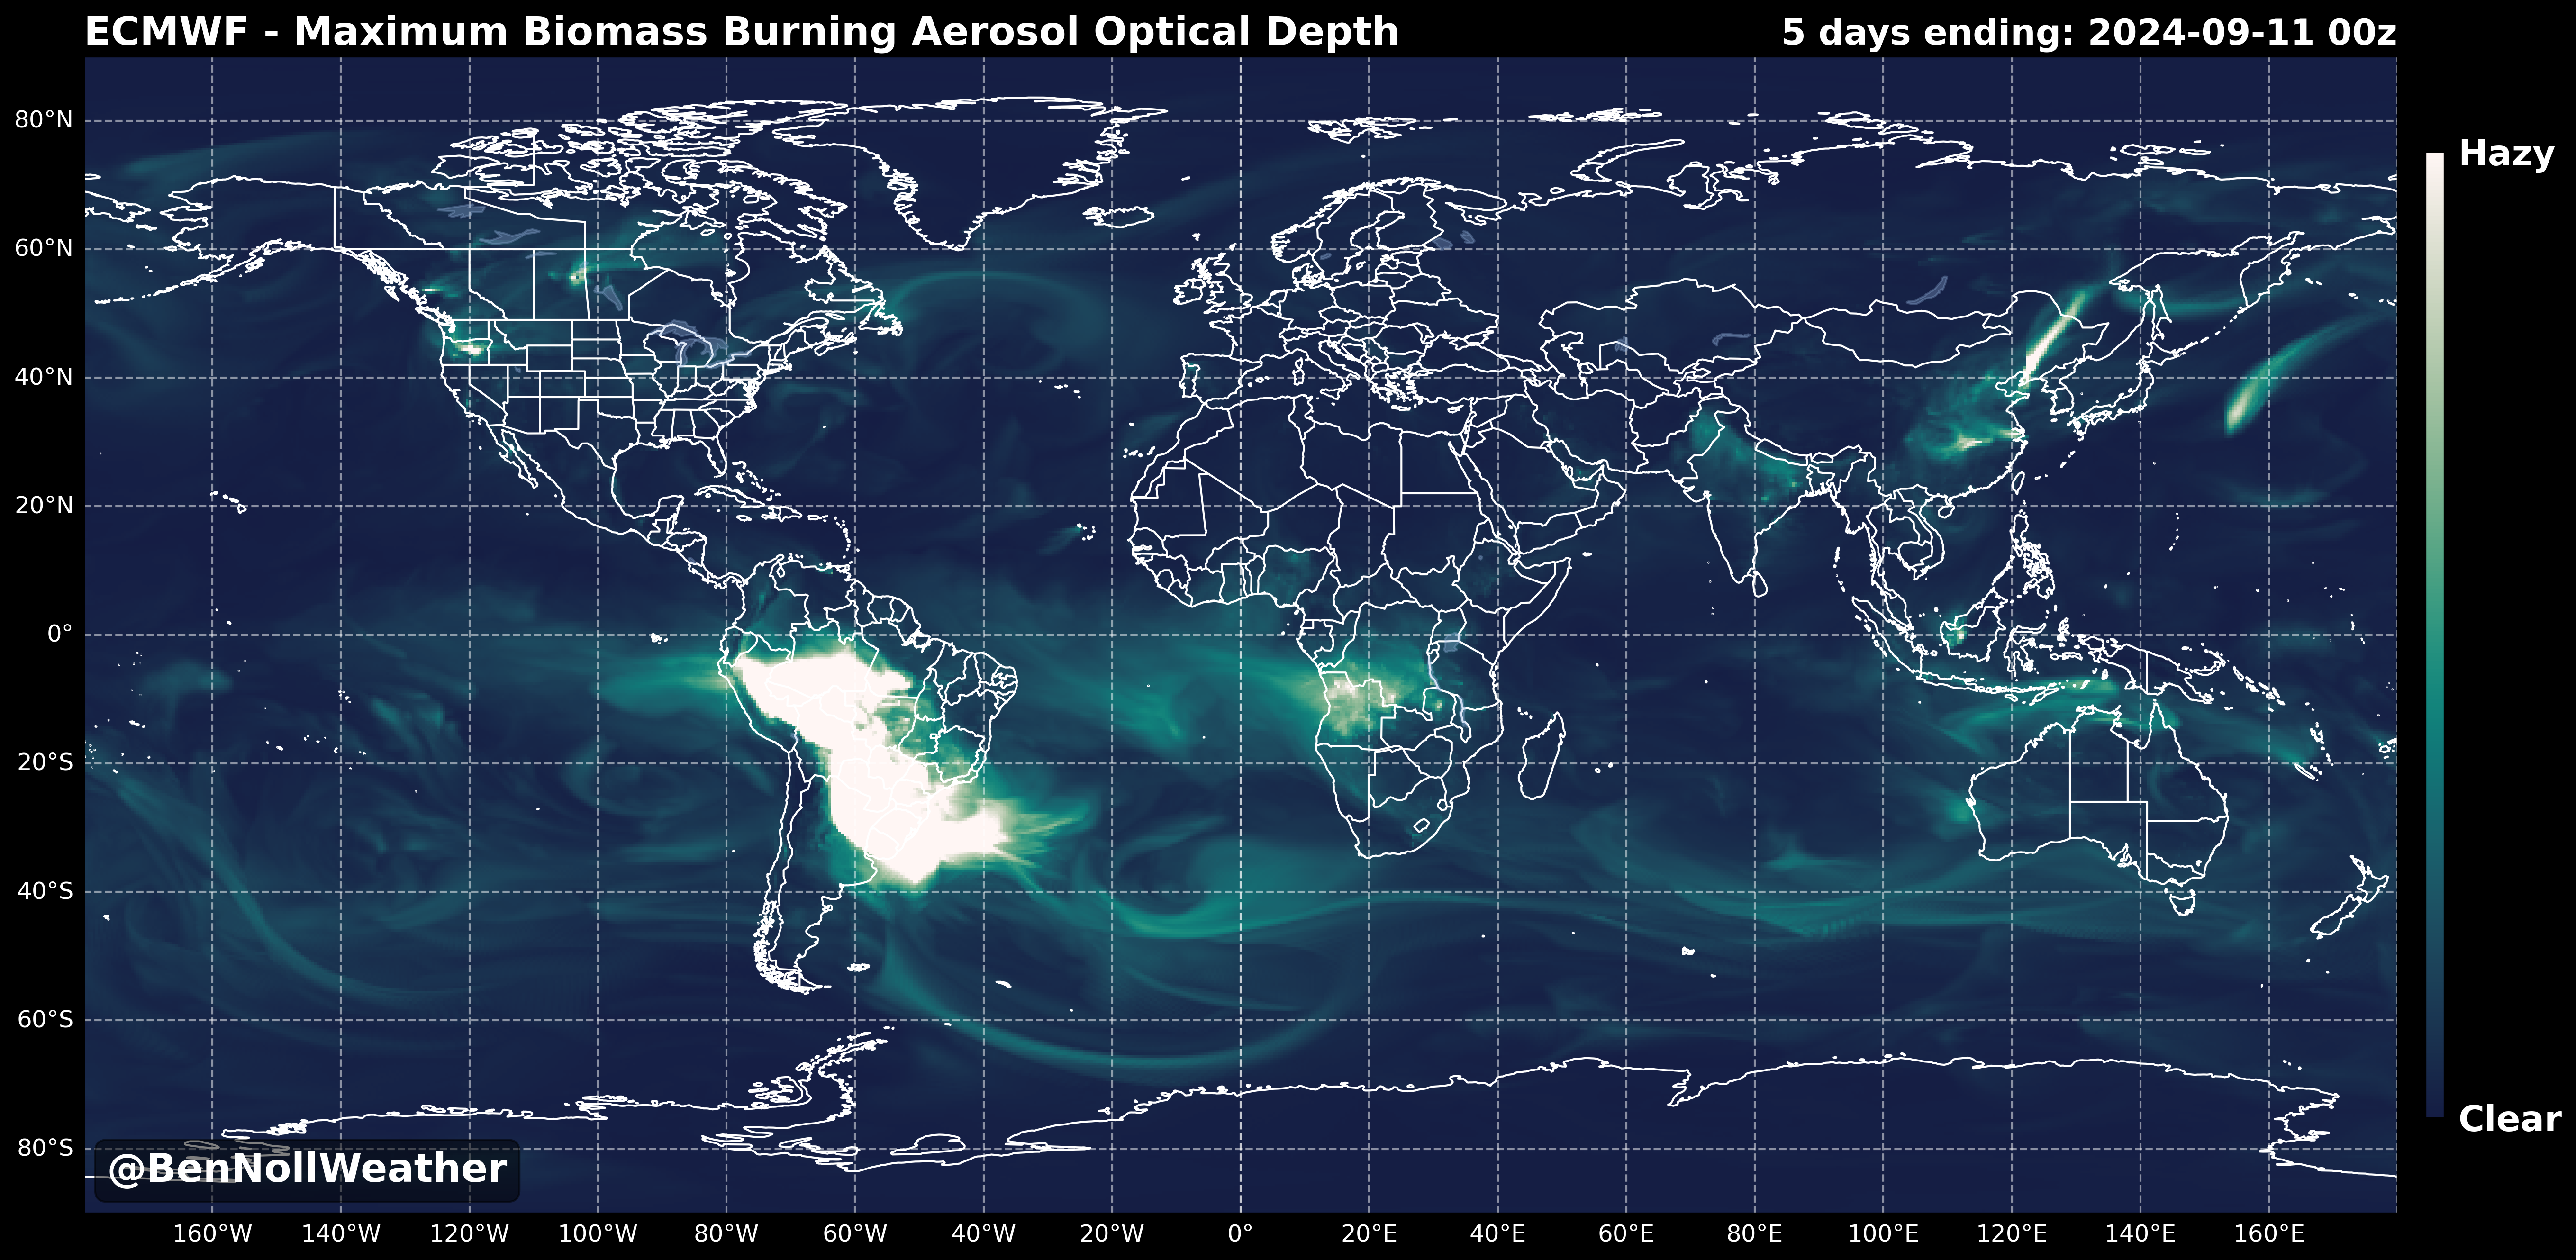 ECMWF - Maximum Biomass Burning Aerosol Optical Depth
5 days ending: 2024-09-11 00z
80°N
60°N
40°N
20°N
0°
20°S
40°S
60°S
80°S
Hazy
Clear
@BenNollWeather
160°W 140°W 120°W 100°W 80°W 60°W 40°W 20°W 0° 20°E 40°E 60°E 80°E 100°E 120°E 140°E 160°E